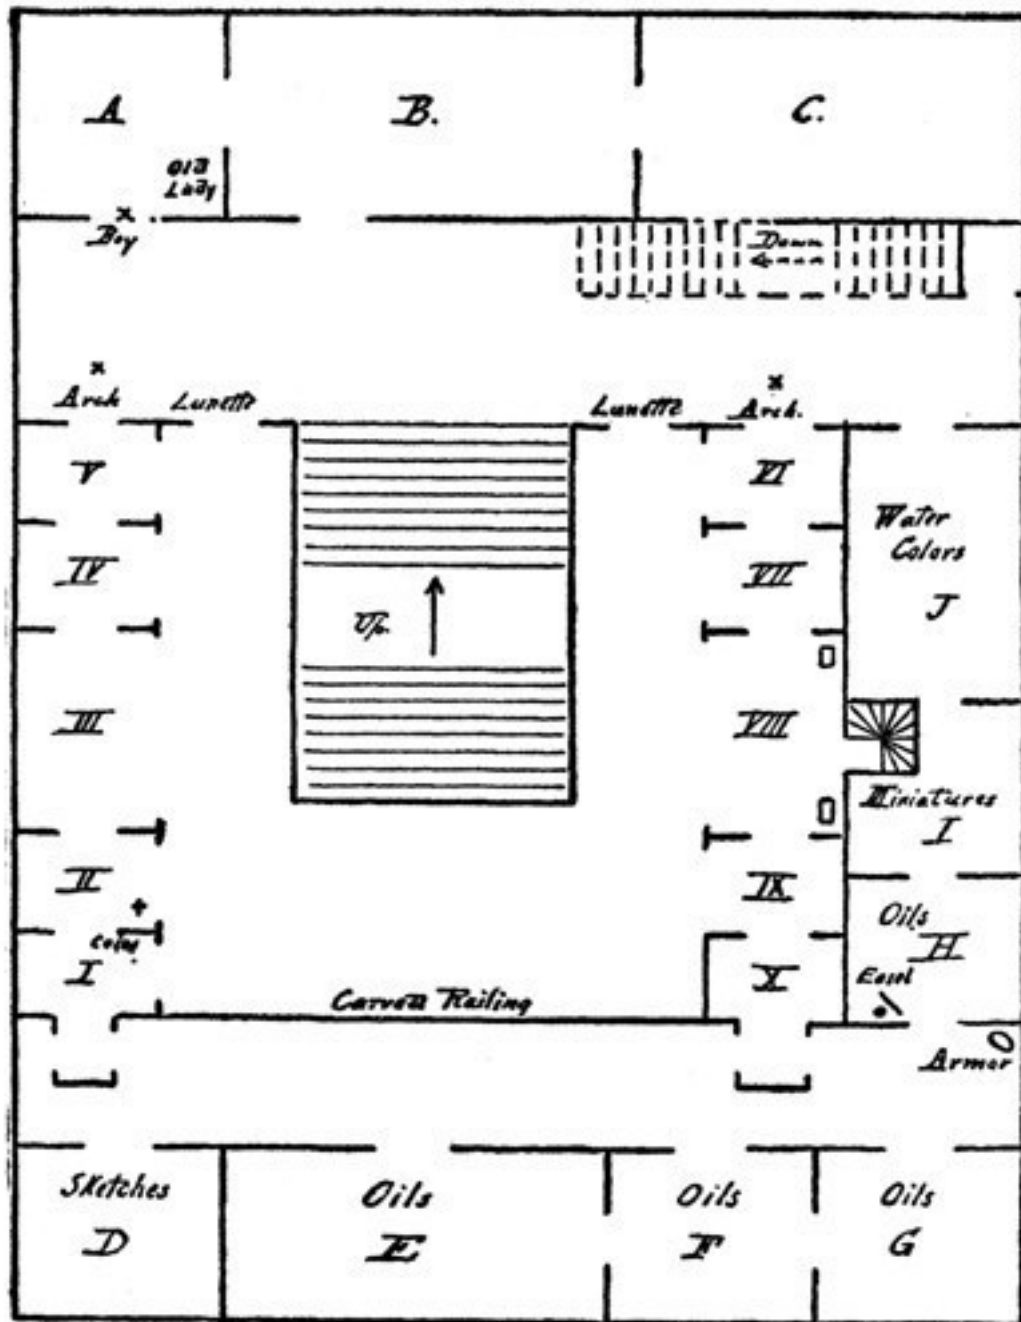 A
B.
C.
Old
Lady
Boy
Down
Arch
Lunette
Lunette
Arch.
V
VI
Water
Colors
IV
VII
J
Up.
III
VIII
Miniatures
I
II
IX
Oils
H
I
X
Easel
Carved Railing
Armor
Sketches
Oils
Oils
Oils
D
E
F
G